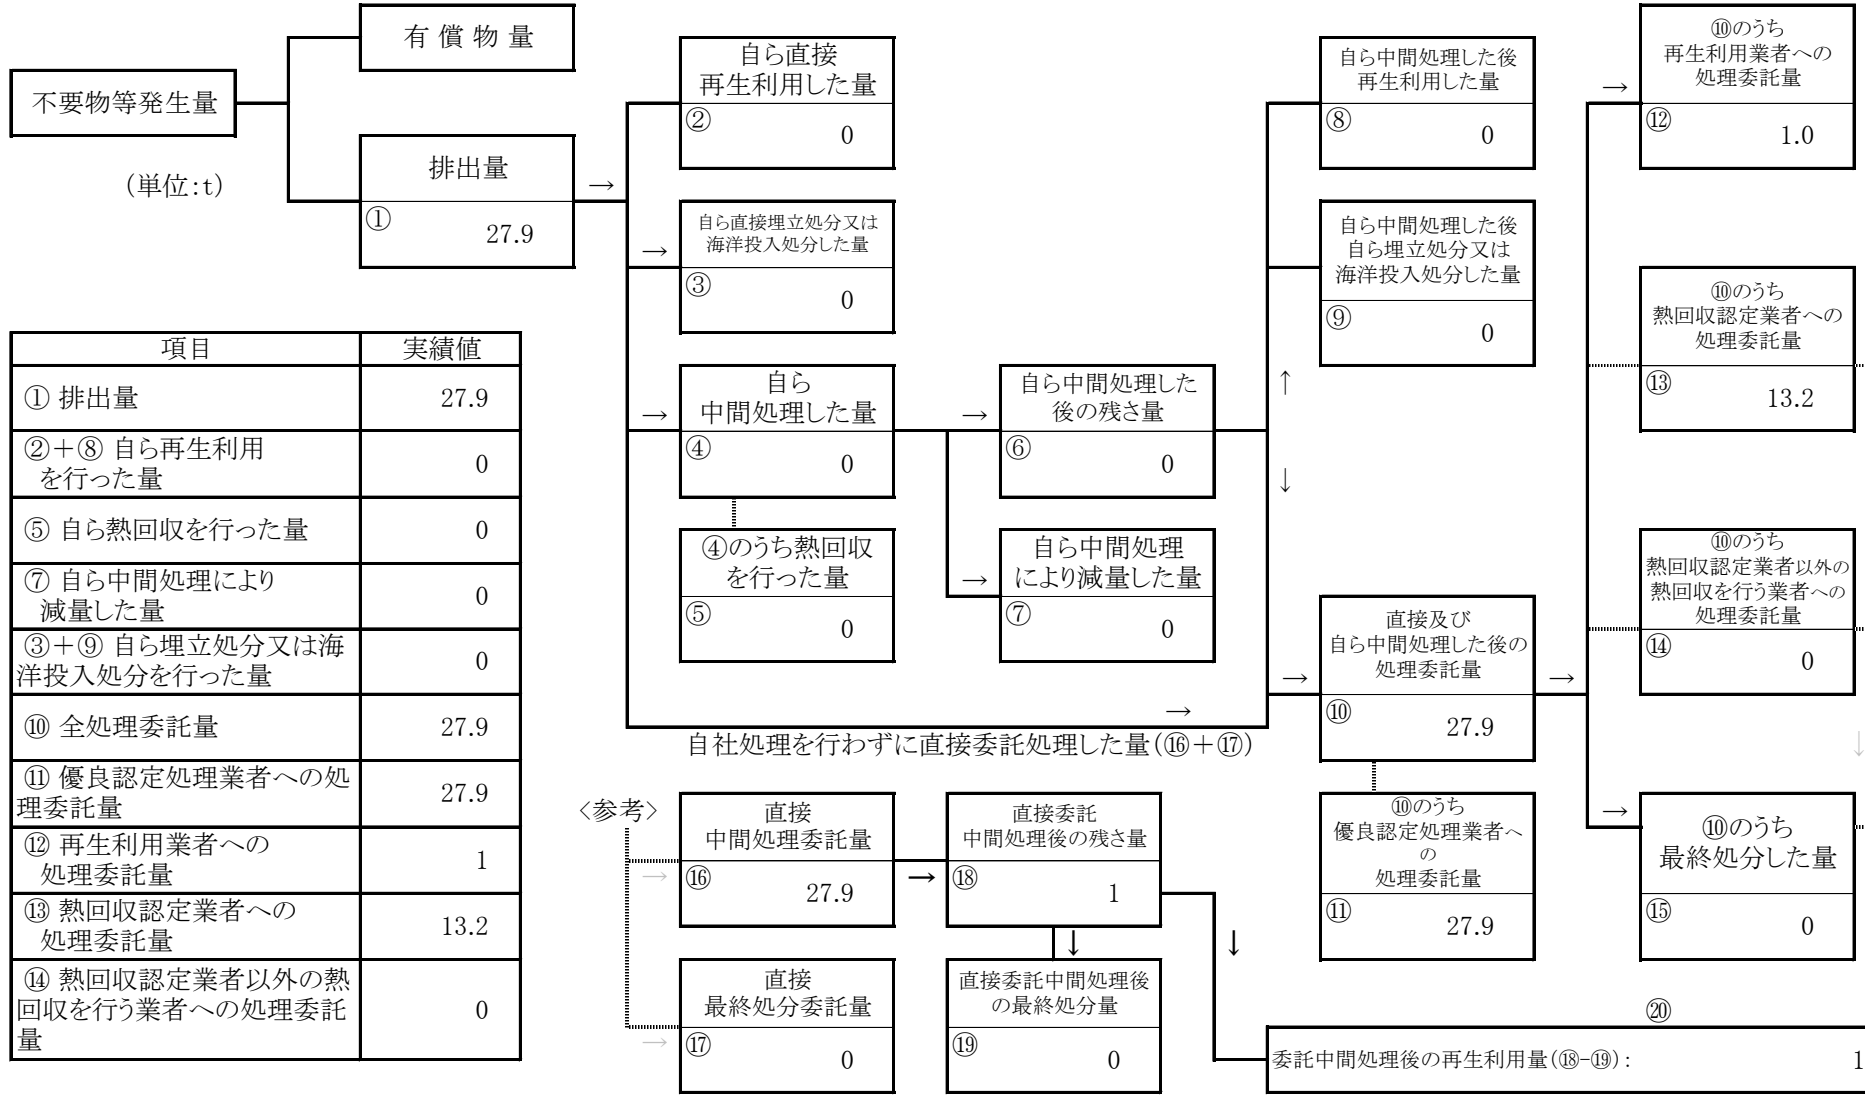 不要物等発生量
有 償 物 量
(単位:t)
排出量
①
27.9
→
自ら直接
再生利用した量
②
0
→
自ら直接埋立処分又は
海洋投入処分した量
③
0
→
自ら
中間処理した量
④
0
④のうち熱回収
を行った量
⑤
0
→
自ら中間処理した
後の残さ量
⑥
0
→
自ら中間処理
により減量した量
⑦
0
↑
↓
自ら中間処理した後
再生利用した量
⑧
0
自ら中間処理した後
自ら埋立処分又は
海洋投入処分した量
⑨
0
→
自社処理を行わずに直接委託処理した量(⑯+⑰)
→
直接及び
自ら中間処理した後の
処理委託量
⑩
27.9
⑩のうち
優良認定処理業者へ
の
処理委託量
⑪
27.9
→
→
⑩のうち
再生利用業者への
処理委託量
⑫
1.0
⑩のうち
熱回収認定業者への
処理委託量
⑬
13.2
⑩のうち
熱回収認定業者以外の
熱回収を行う業者への
処理委託量
⑭
0
↓
→
⑩のうち
最終処分した量
⑮
0
項目 実績値
① 排出量 27.9
②+⑧ 自ら再生利用
を行った量 0
⑤ 自ら熱回収を行った量 0
⑦ 自ら中間処理により
減量した量 0
③+⑨ 自ら埋立処分又は海
洋投入処分を行った量 0
⑩ 全処理委託量 27.9
⑪ 優良認定処理業者への処
理委託量 27.9
⑫ 再生利用業者への
処理委託量 1
⑬ 熱回収認定業者への
処理委託量 13.2
⑭ 熱回収認定業者以外の熱
回収を行う業者への処理委託
量 0
<参考>
→
直接
中間処理委託量
⑯
27.9
→
直接委託
中間処理後の残さ量
⑱
1
↓
↓
→
直接
最終処分委託量
⑰
0
直接委託中間処理後
の最終処分量
⑲
0
⑳
委託中間処理後の再生利用量(⑱-⑲): 1